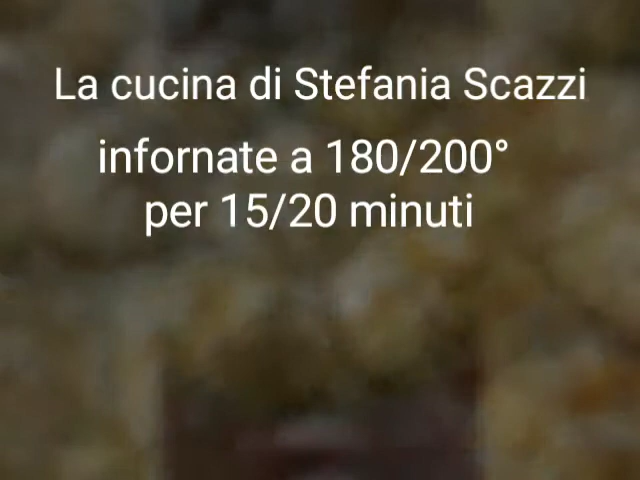 La cucina di Stefania Scazzi
infornate a 180/200°
per 15/20 minuti